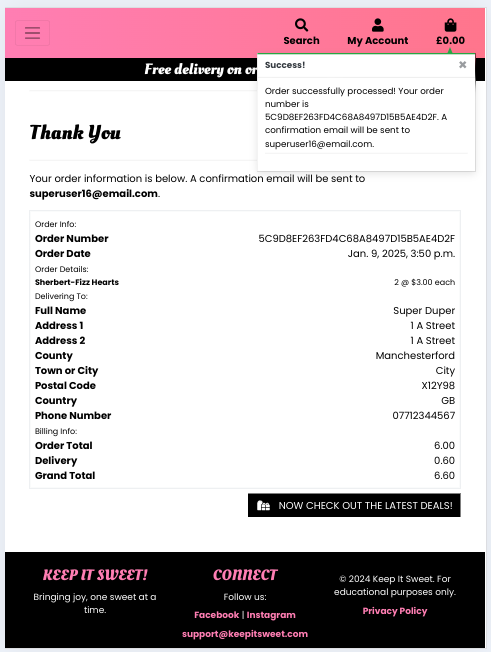 Search
My Account
£0.00
Free delivery on or
Success!
×
Order successfully processed! Your order
number is
5C9D8EF263FD4C68A8497D15B5AE4D2F. A
confirmation email will be sent to
superuser16@email.com.
Thank You
Your order information is below. A confirmation email will be sent to
superuser16@email.com.
Order Info:
Order Number 5C9D8EF263FD4C68A8497D15B5AE4D2F
Order Date Jan. 9, 2025, 3:50 p.m.
Order Details:
Sherbert-Fizz Hearts 2 @ $3.00 each
Delivering To:
Full Name Super Duper
Address 1 1 A Street
Address 2 1 A Street
County Manchesterford
Town or City City
Postal Code X12Y98
Country GB
Phone Number 07712344567
Billing Info:
Order Total 6.00
Delivery 0.60
Grand Total 6.60
NOW CHECK OUT THE LATEST DEALS!
KEEP IT SWEET!
Bringing joy, one sweet at a
time.
CONNECT
Follow us:
Facebook | Instagram
support@keepitsweet.com
© 2024 Keep It Sweet. For
educational purposes only.
Privacy Policy